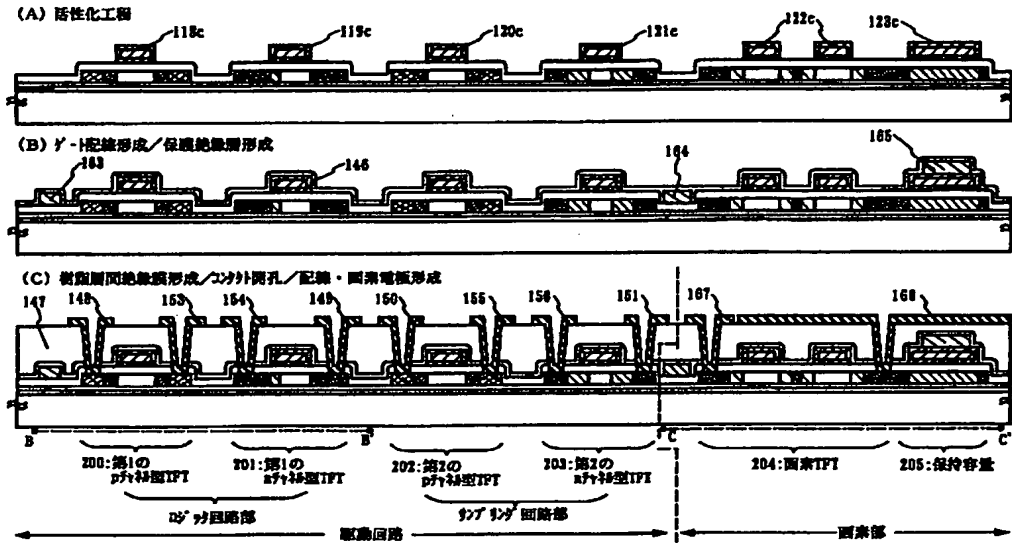 (A) 活性化工程
118c 119c 120c 121c 122c 123c
(B) ゲート配線形成/保護絶縁層形成
163 146 164 165
(C) 樹脂層間絶縁膜形成/コンタクト開孔/配線・画素電極形成
147 148 153 154 149 150 155 156 151 167 168
B B' C C'
200:第1の
pチャネル型TFT
201:第1の
nチャネル型TFT
202:第2の
pチャネル型TFT
203:第2の
nチャネル型TFT
204:画素TFT
205:保持容量
ロジック回路部
サンプリング回路部
駆動回路
画素部